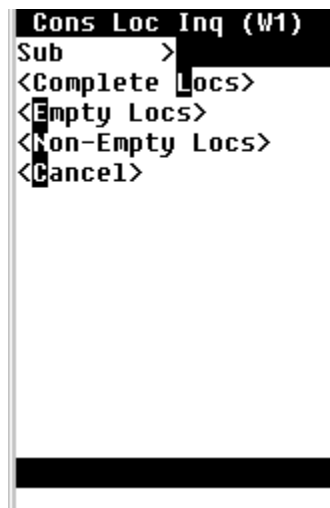 Cons Loc Inq (W1)
Sub >
<Complete Locs>
<Empty Locs>
<Non-Empty Locs>
<Cancel>